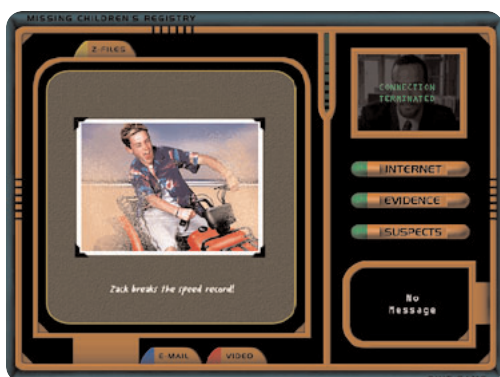 MISSING CHILDREN'S REGISTRY
Z-FILES
CONNECTION
TERMINATED
INTERNET
EVIDENCE
SUSPECTS
Zack breaks the speed record!
No
Message
E-MAIL
VIDEO